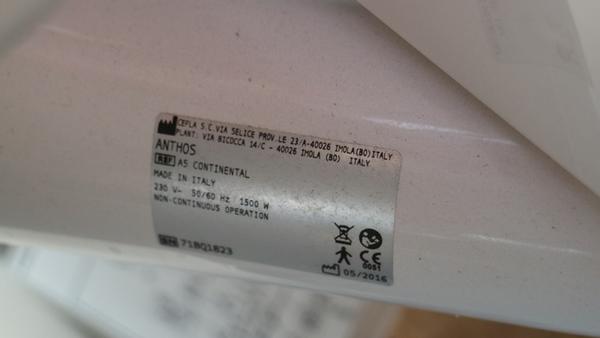 CEFLA S.C.VIA SELICE PROV.LE 23/A-40026 IMOLA(BO)ITALY
PLANT: VIA BICOCCA 14/C - 40026 IMOLA (BO) ITALY
ANTHOS
REF A5 CONTINENTAL
MADE IN ITALY
230 V~ 50/60 Hz 1500 W
NON-CONTINUOUS OPERATION
SN 71BQ1823
CE
0051
05/2016